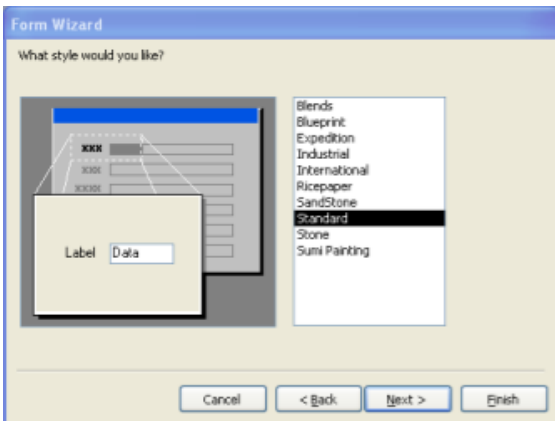 Form Wizard
What style would you like?
xxx
xxx
xxxx
Label Data
Blends
Blueprint
Expedition
Industrial
International
Ricepaper
SandStone
Standard
Stone
Sumi Painting
Cancel < Back Next > Finish